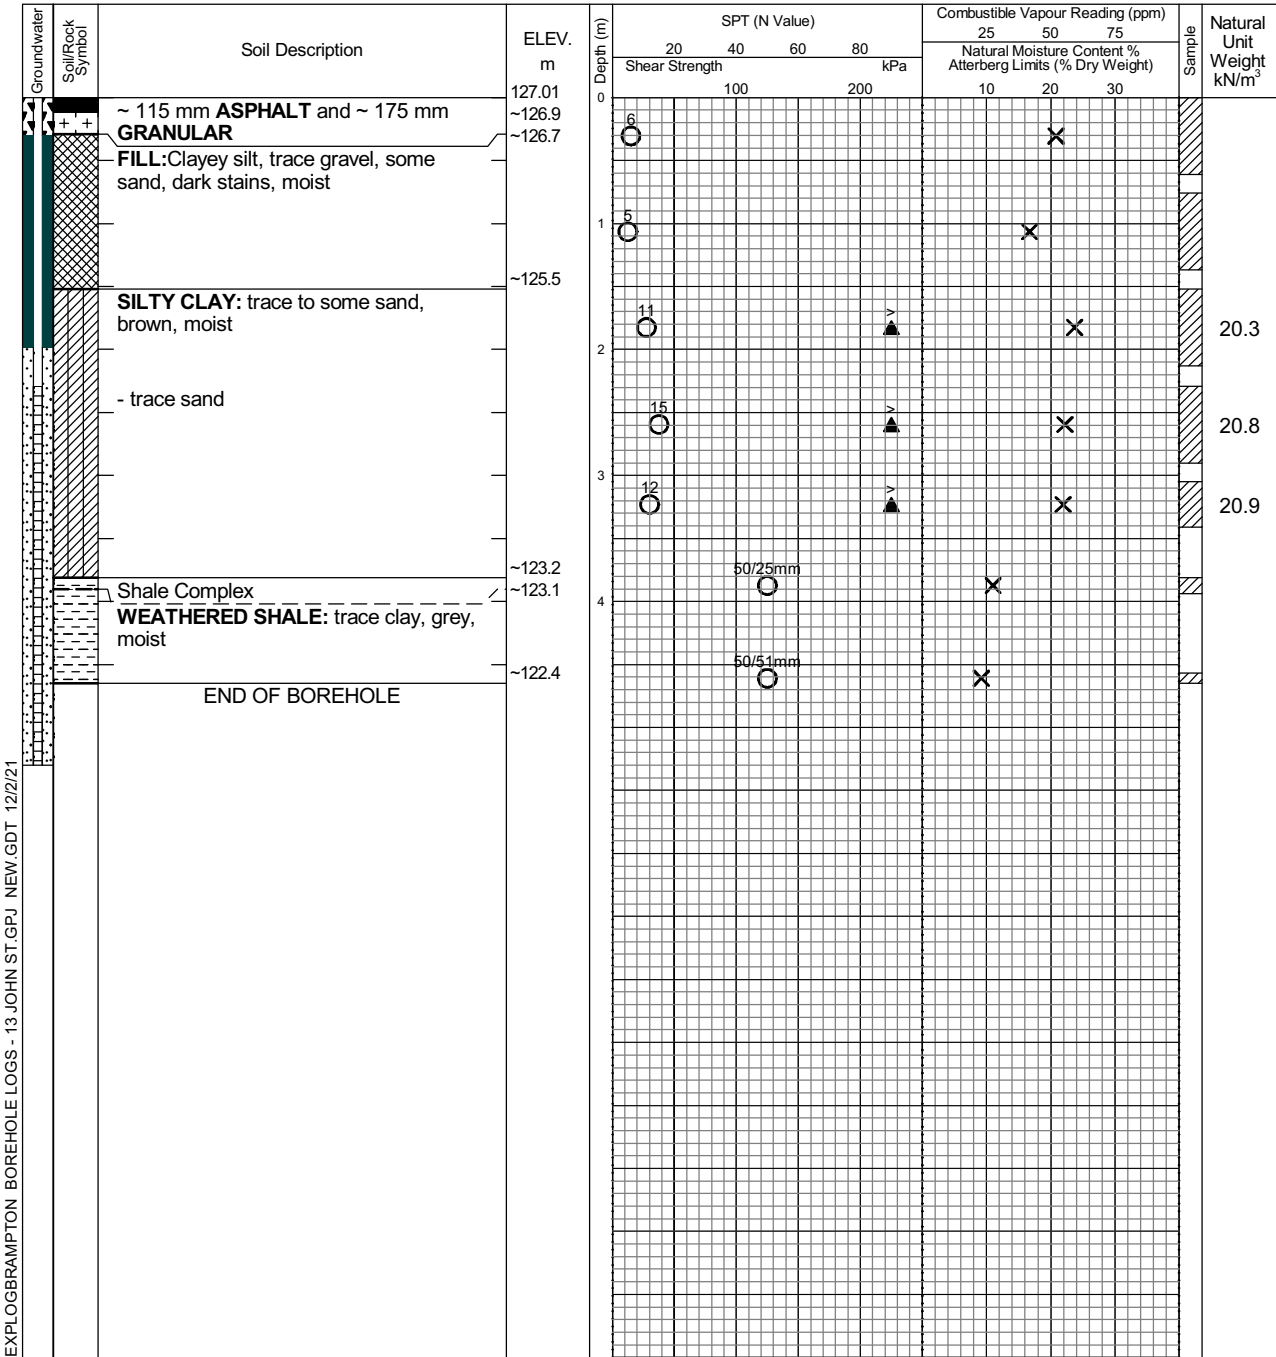 Groundwater
Soil/Rock
Symbol
Soil Description
ELEV.
m
Depth (m)
SPT (N Value)
20 40 60 80
Shear Strength kPa
100 200
Combustible Vapour Reading (ppm)
25 50 75
Natural Moisture Content %
Atterberg Limits (% Dry Weight)
10 20 30
Sample
Natural
Unit
Weight
kN/m³
127.01
0
~ 115 mm ASPHALT and ~ 175 mm
GRANULAR
~126.9
~126.7
6
FILL:Clayey silt, trace gravel, some
sand, dark stains, moist
1
5
~125.5
SILTY CLAY: trace to some sand,
brown, moist
11
>
20.3
2
- trace sand
15
>
20.8
3
12
>
20.9
~123.2
50/25mm
Shale Complex
~123.1
4
WEATHERED SHALE: trace clay, grey,
moist
50/51mm
~122.4
END OF BOREHOLE
EXPLOGBRAMPTON BOREHOLE LOGS - 13 JOHN ST.GPJ NEW.GDT 12/2/21